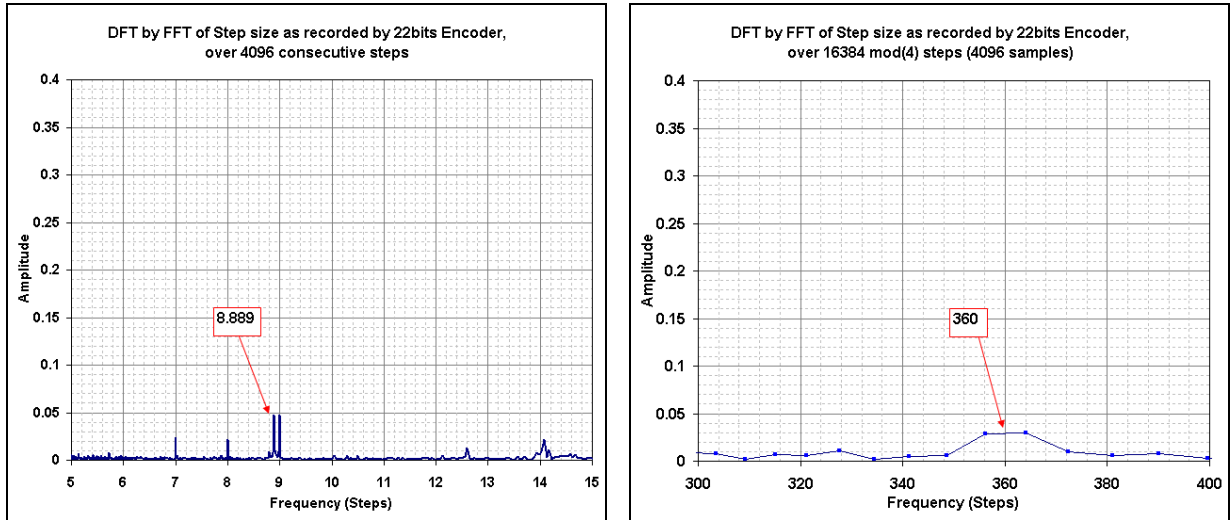 DFT by FFT of Step size as recorded by 22bits Encoder,
over 4096 consecutive steps
0.4
0.35
0.3
0.25
0.2
0.15
0.1
0.05
0
Amplitude
8.889
5 6 7 8 9 10 11 12 13 14 15
Frequency (Steps)
DFT by FFT of Step size as recorded by 22bits Encoder,
over 16384 mod(4) steps (4096 samples)
0.4
0.35
0.3
0.25
0.2
0.15
0.1
0.05
0
Amplitude
360
300 320 340 360 380 400
Frequency (Steps)